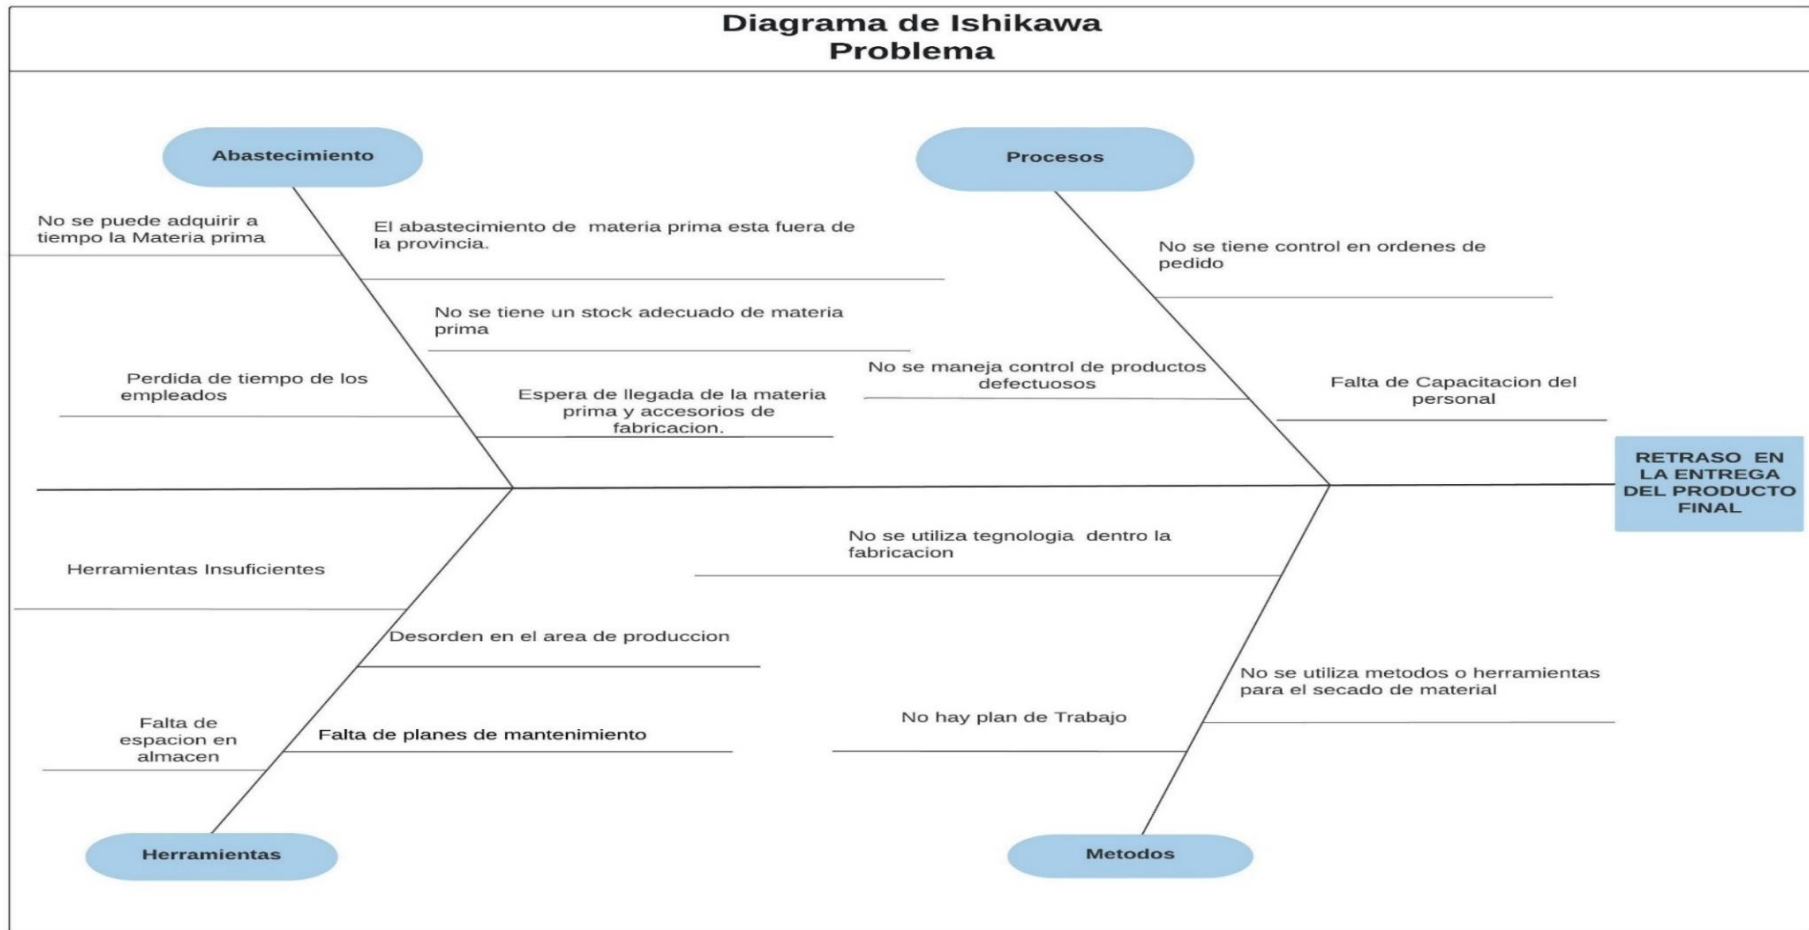 Diagrama de Ishikawa
Problema
Abastecimiento
Procesos
No se puede adquirir a
tiempo la Materia prima
El abastecimiento de  materia prima esta fuera de
la provincia.
No se tiene un stock adecuado de materia
prima
Perdida de tiempo de los
empleados
Espera de llegada de la materia
prima y accesorios de
fabricacion.
No se tiene control en ordenes de
pedido
No se maneja control de productos
defectuosos
Falta de Capacitacion del
personal
RETRASO  EN
LA ENTREGA
DEL PRODUCTO
FINAL
Herramientas Insuficientes
Desorden en el area de produccion
Falta de
espacion en
almacen
Falta de planes de mantenimiento
No se utiliza tegnologia  dentro la
fabricacion
No se utiliza metodos o herramientas
para el secado de material
No hay plan de Trabajo
Herramientas
Metodos